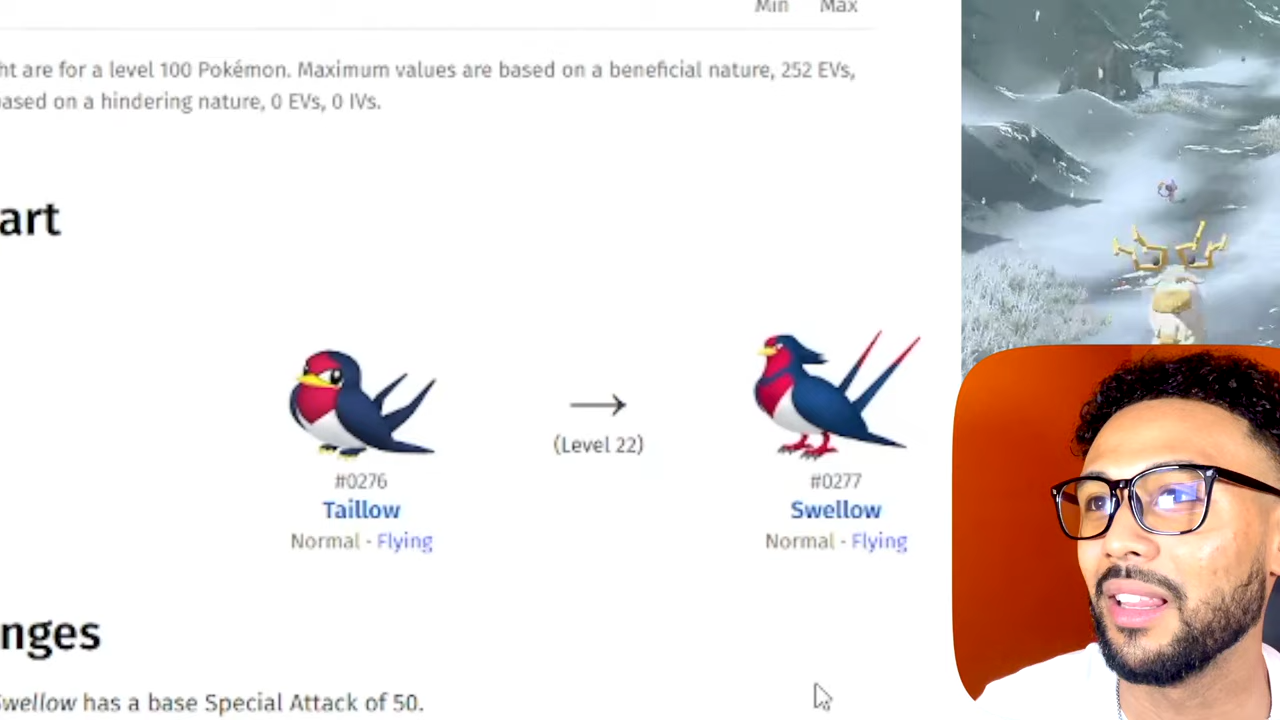 Min Max
ht are for a level 100 Pokémon. Maximum values are based on a beneficial nature, 252 EVs,
based on a hindering nature, 0 EVs, 0 IVs.
art
→
(Level 22)
#0276
Taillow
Normal - Flying
#0277
Swellow
Normal - Flying
nges
Swellow has a base Special Attack of 50.